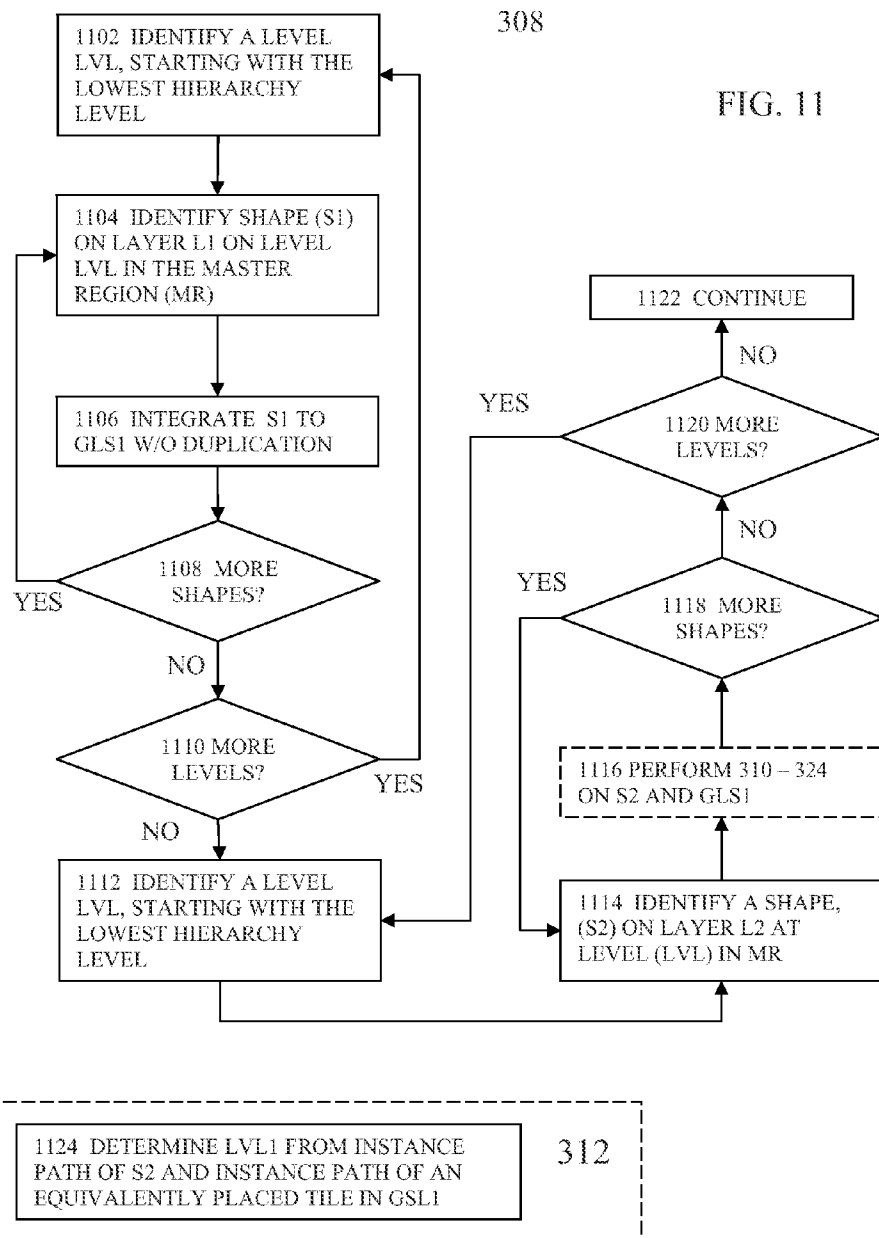 308
FIG. 11
1102 IDENTIFY A LEVEL
LVL, STARTING WITH THE
LOWEST HIERARCHY
LEVEL
1104 IDENTIFY SHAPE (S1)
ON LAYER L1 ON LEVEL
LVL IN THE MASTER
REGION (MR)
1106 INTEGRATE S1 TO
GLS1 W/O DUPLICATION
1108 MORE
SHAPES?
YES
NO
1110 MORE
LEVELS?
YES
NO
1112 IDENTIFY A LEVEL
LVL, STARTING WITH THE
LOWEST HIERARCHY
LEVEL
1122 CONTINUE
NO
YES
1120 MORE
LEVELS?
NO
YES
1118 MORE
SHAPES?
1116 PERFORM 310 – 324
ON S2 AND GLS1
1114 IDENTIFY A SHAPE,
(S2) ON LAYER L2 AT
LEVEL (LVL) IN MR
1124 DETERMINE LVL1 FROM INSTANCE
PATH OF S2 AND INSTANCE PATH OF AN
EQUIVALENTLY PLACED TILE IN GSL1
312